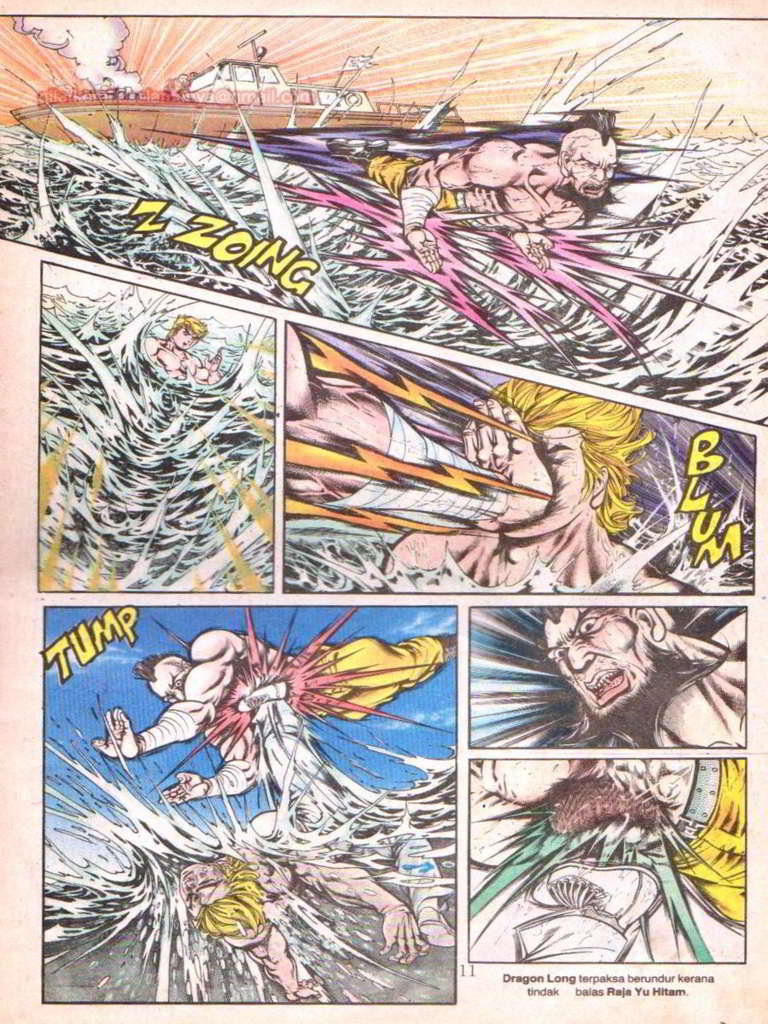 Z ZOING
BLUM
TUMP
11
Dragon Long terpaksa berundur kerana
tindak balas Raja Yu Hitam.